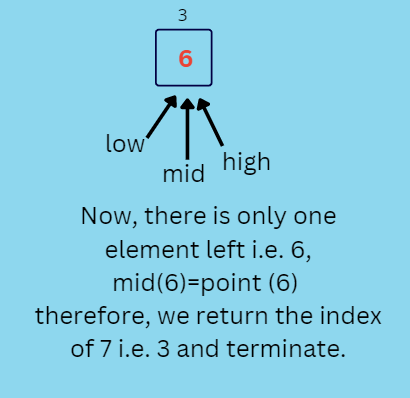 3
6
low
mid
high
Now, there is only one
element left i.e. 6,
mid(6)=point (6)
therefore, we return the index
of 7 i.e. 3 and terminate.